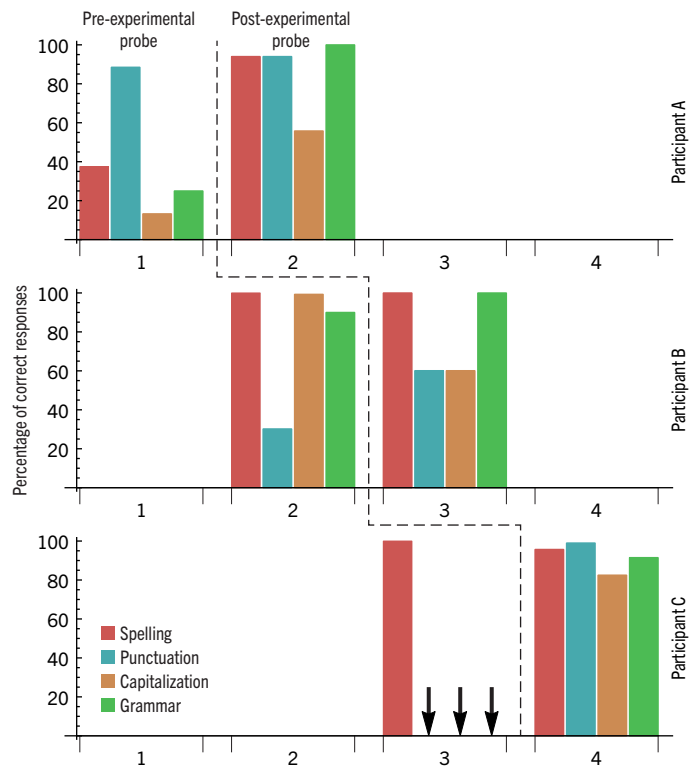 Pre-experimental
probe
Post-experimental
probe
100
80
60
40
20
1
2
3
4
Participant A
100
80
60
40
20
1
2
3
4
Participant B
100
80
60
40
20
1
2
3
4
Participant C
Percentage of correct responses
Spelling
Punctuation
Capitalization
Grammar